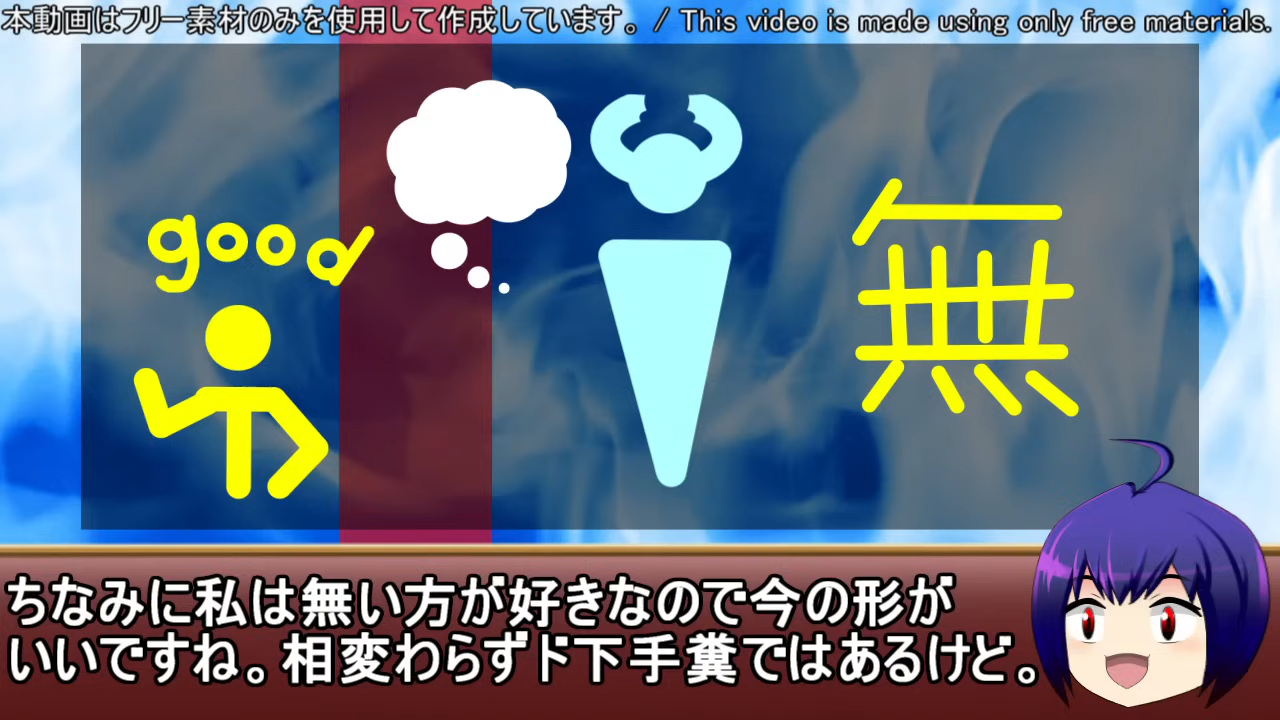 本動画はフリー素材のみを使用して作成しています。/ This video is made using only free materials.
good
無
ちなみに私は無い方が好きなので今の形が
いいですね。相変わらずド下手糞ではあるけど。